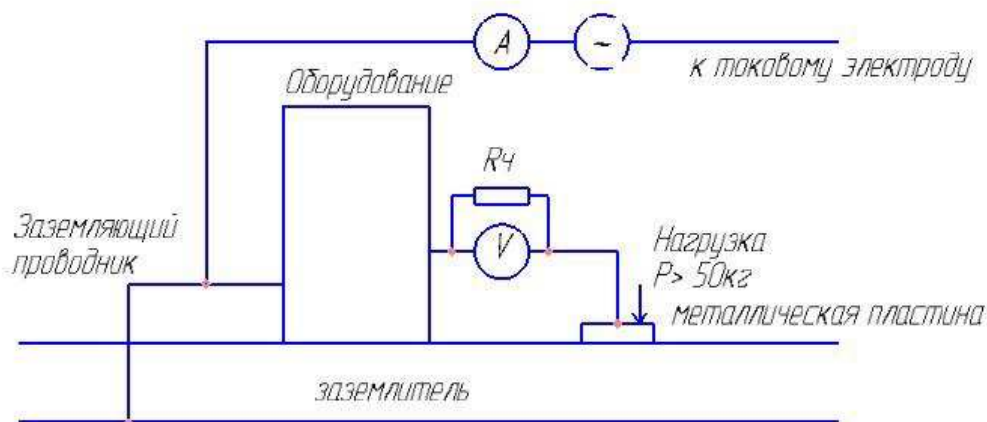 A
~
к токовому электроду
Оборудование
Rч
Заземляющий
проводник
V
Нагрузка
P> 50кг
металлическая пластина
заземлитель